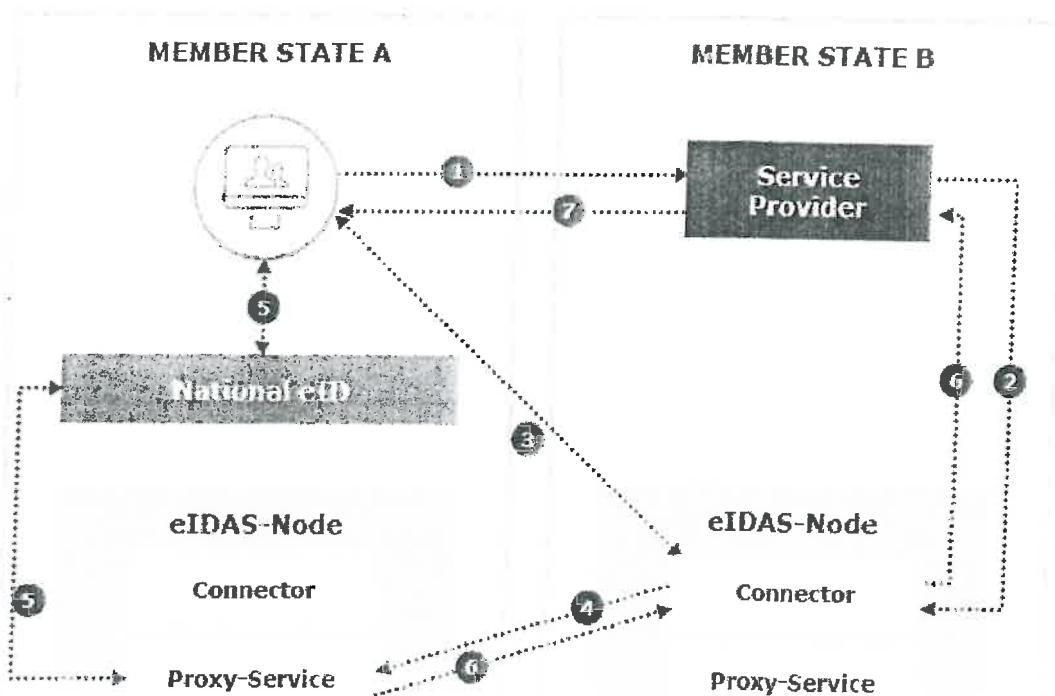 MEMBER STATE A
MEMBER STATE B
1
Service
Provider
7
5
National eID
6
2
3
eIDAS-Node
eIDAS-Node
Connector
Connector
5
4
6
Proxy-Service
Proxy-Service